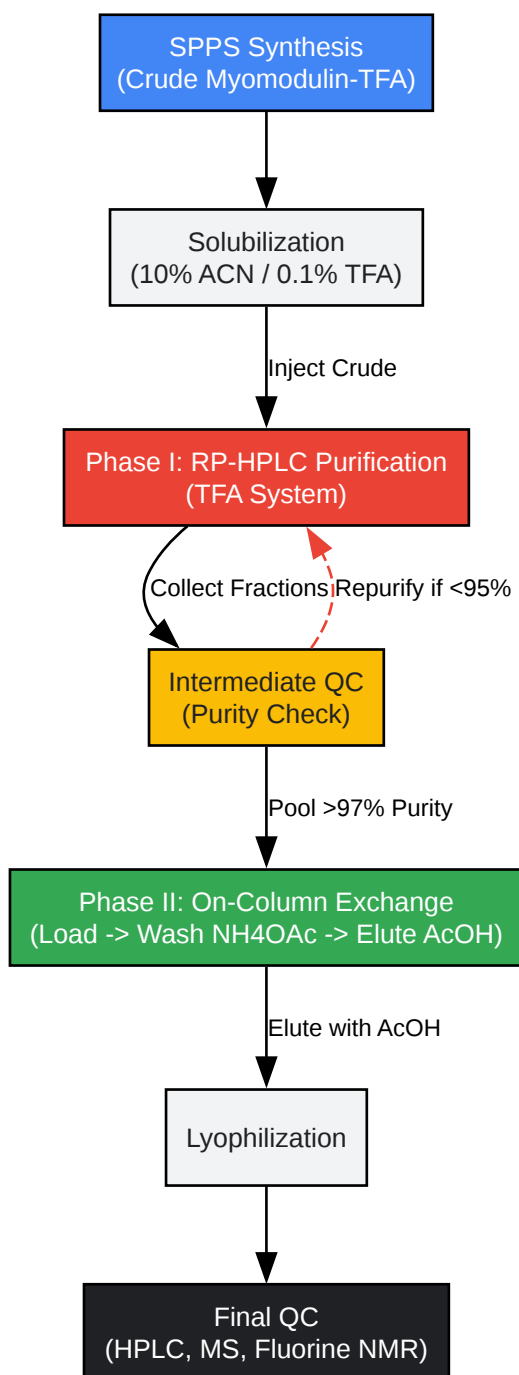 SPPS Synthesis
(Crude Myomodulin-TFA)
Solubilization
(10% ACN / 0.1% TFA)
Inject Crude
Phase I: RP-HPLC Purification
(TFA System)
Collect Fractions
Repurify if <95%
Intermediate QC
(Purity Check)
Pool >97% Purity
Phase II: On-Column Exchange
(Load -> Wash NH4OAc -> Elute AcOH)
Elute with AcOH
Lyophilization
Final QC
(HPLC, MS, Fluorine NMR)